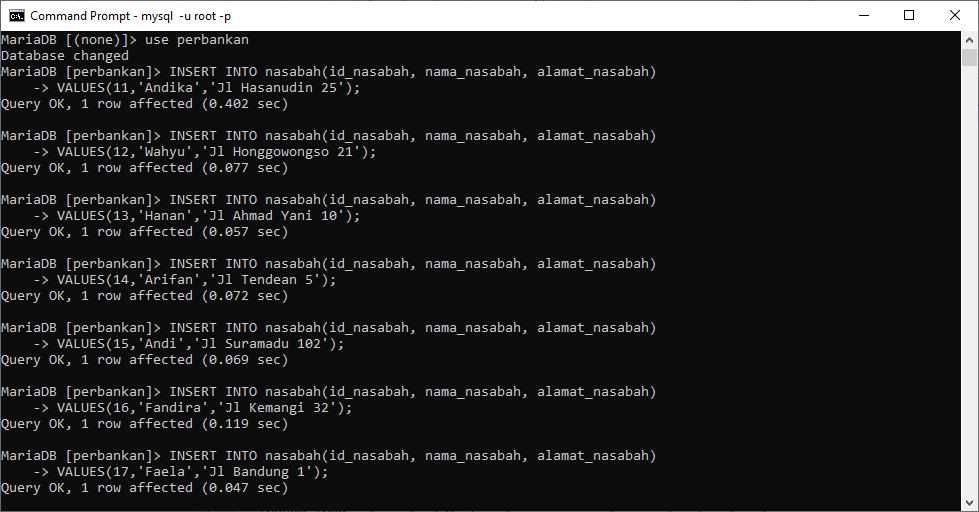 Command Prompt - mysql  -u root -p
MariaDB [(none)]> use perbankan
Database changed
MariaDB [perbankan]> INSERT INTO nasabah(id_nasabah, nama_nasabah, alamat_nasabah)
    -> VALUES(11,'Andika','Jl Hasanudin 25');
Query OK, 1 row affected (0.402 sec)

MariaDB [perbankan]> INSERT INTO nasabah(id_nasabah, nama_nasabah, alamat_nasabah)
    -> VALUES(12,'Wahyu','Jl Honggowongso 21');
Query OK, 1 row affected (0.077 sec)

MariaDB [perbankan]> INSERT INTO nasabah(id_nasabah, nama_nasabah, alamat_nasabah)
    -> VALUES(13,'Hanan','Jl Ahmad Yani 10');
Query OK, 1 row affected (0.057 sec)

MariaDB [perbankan]> INSERT INTO nasabah(id_nasabah, nama_nasabah, alamat_nasabah)
    -> VALUES(14,'Arifan','Jl Tendean 5');
Query OK, 1 row affected (0.072 sec)

MariaDB [perbankan]> INSERT INTO nasabah(id_nasabah, nama_nasabah, alamat_nasabah)
    -> VALUES(15,'Andi','Jl Suramadu 102');
Query OK, 1 row affected (0.069 sec)

MariaDB [perbankan]> INSERT INTO nasabah(id_nasabah, nama_nasabah, alamat_nasabah)
    -> VALUES(16,'Fandira','Jl Kemangi 32');
Query OK, 1 row affected (0.119 sec)

MariaDB [perbankan]> INSERT INTO nasabah(id_nasabah, nama_nasabah, alamat_nasabah)
    -> VALUES(17,'Faela','Jl Bandung 1');
Query OK, 1 row affected (0.047 sec)